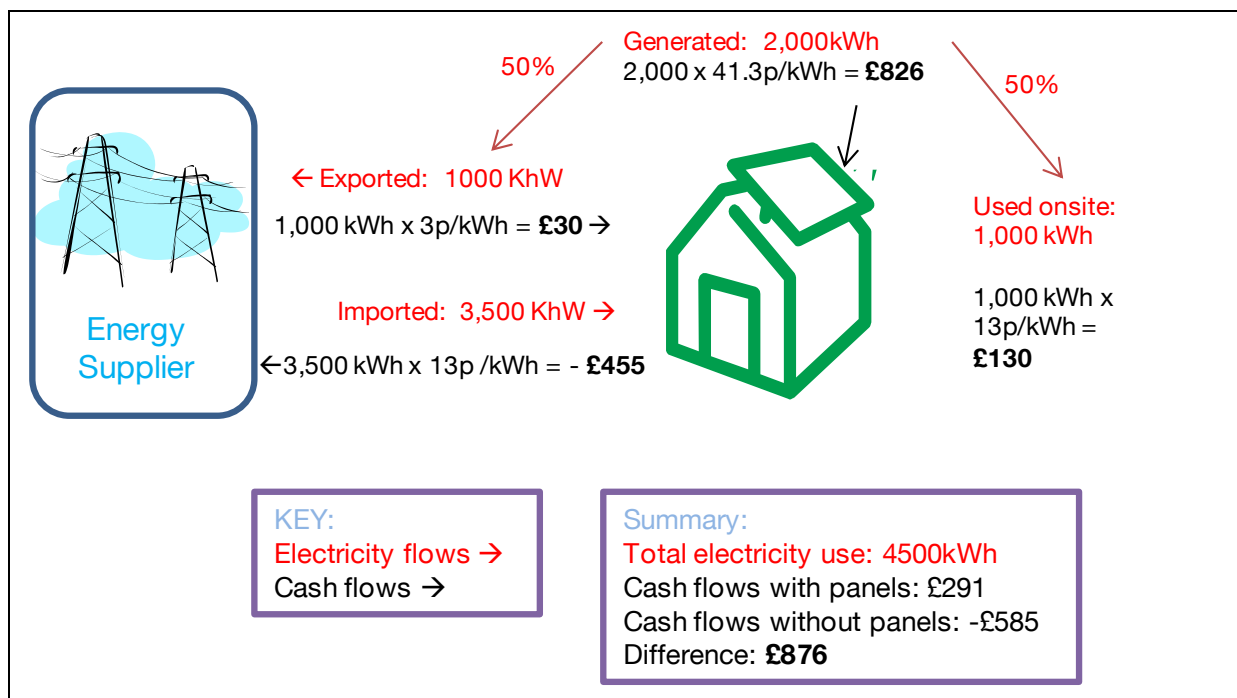 Generated: 2,000kWh
2,000 x 41.3p/kWh = £826
50%
50%
← Exported: 1000 KhW
1,000 kWh x 3p/kWh = £30 →
Used onsite:
1,000 kWh
Imported: 3,500 KhW →
←3,500 kWh x 13p /kWh = - £455
1,000 kWh x
13p/kWh =
£130
Energy
Supplier
KEY:
Electricity flows →
Cash flows →
Summary:
Total electricity use: 4500kWh
Cash flows with panels: £291
Cash flows without panels: -£585
Difference: £876